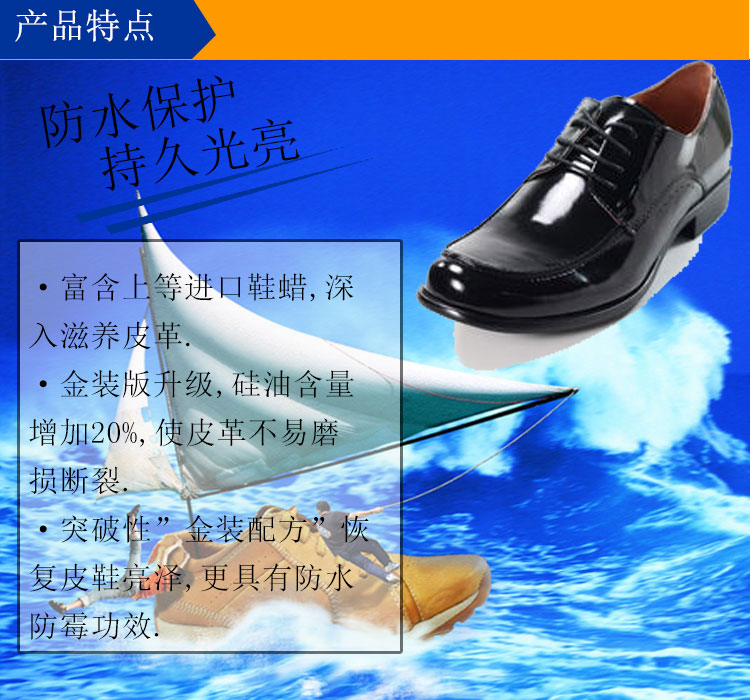 产品特点
防水保护
持久光亮
·富含上等进口鞋蜡,深
入滋养皮革.
·金装版升级,硅油含量
增加20%,使皮革不易磨
损断裂.
·突破性”金装配方”恢
复皮鞋亮泽,更具有防水
防霉功效.